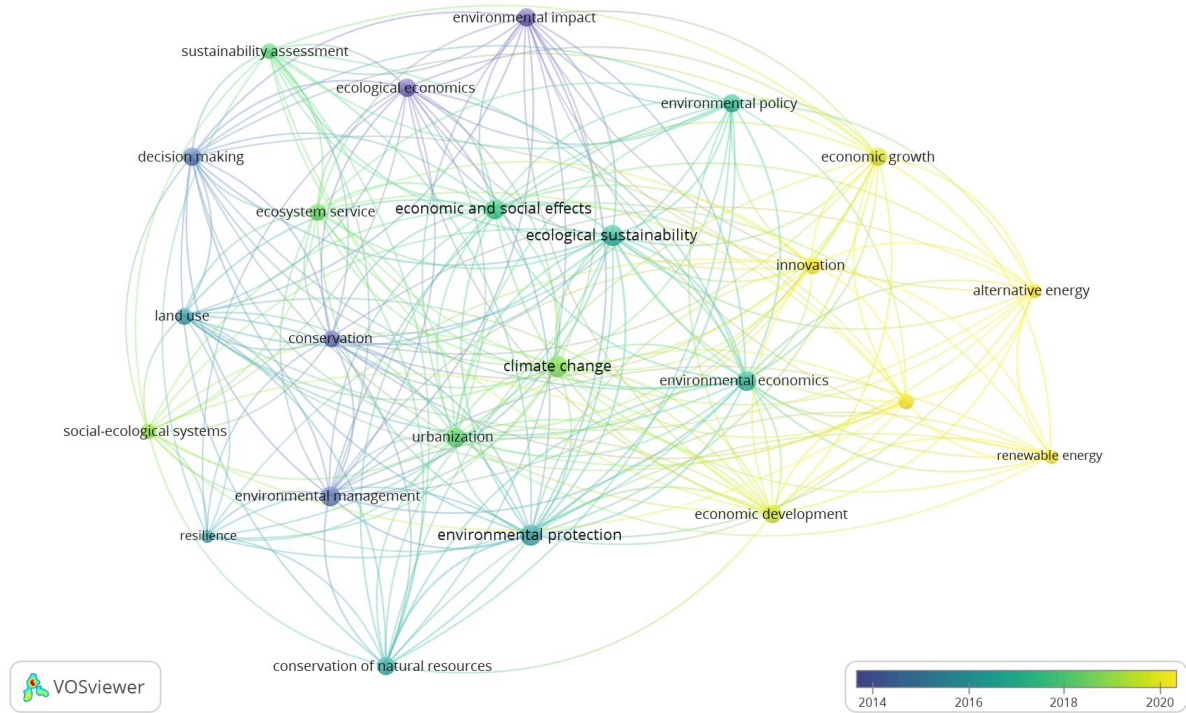 environmental impact
sustainability assessment
ecological economics
environmental policy
decision making
economic growth
ecosystem service
economic and social effects
ecological sustainability
innovation
alternative energy
land use
conservation
climate change
environmental economics
social-ecological systems
urbanization
renewable energy
environmental management
economic development
resilience
environmental protection
conservation of natural resources
VOSviewer
2014
2016
2018
2020